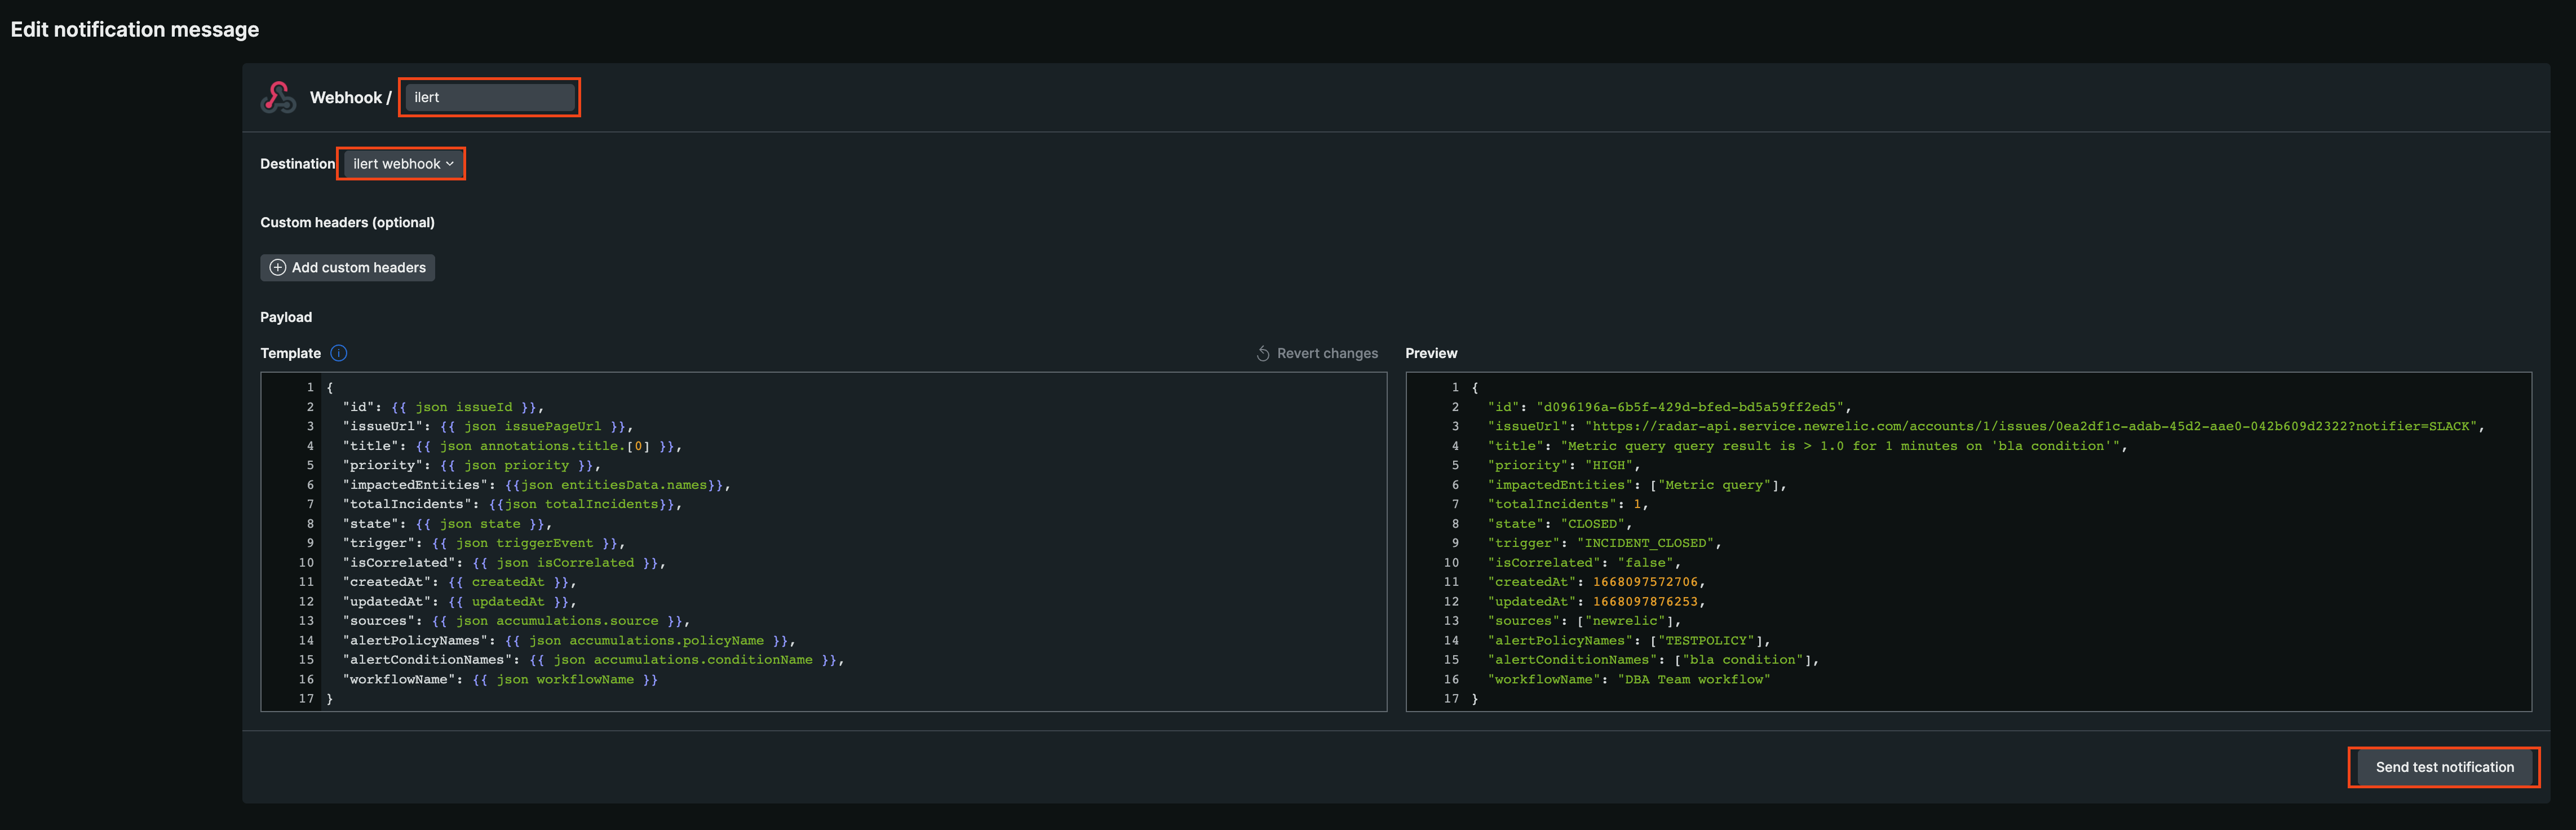 Edit notification message
Webhook / ilert
Destination ilert webhook
Custom headers (optional)
Add custom headers
Payload
Template
Revert changes
1 {
2 "id": {{ json issueId }},
3 "issueUrl": {{ json issuePageUrl }},
4 "title": {{ json annotations.title.[0] }},
5 "priority": {{ json priority }},
6 "impactedEntities": {{json entitiesData.names}},
7 "totalIncidents": {{json totalIncidents}},
8 "state": {{ json state }},
9 "trigger": {{ json triggerEvent }},
10 "isCorrelated": {{ json isCorrelated }},
11 "createdAt": {{ createdAt }},
12 "updatedAt": {{ updatedAt }},
13 "sources": {{ json accumulations.source }},
14 "alertPolicyNames": {{ json accumulations.policyName }},
15 "alertConditionNames": {{ json accumulations.conditionName }},
16 "workflowName": {{ json workflowName }}
17 }
Preview
1 {
2 "id": "d096196a-6b5f-429d-bfed-bd5a59ff2ed5",
3 "issueUrl": "https://radar-api.service.newrelic.com/accounts/1/issues/0ea2df1c-adab-45d2-aae0-042b609d2322?notifier=SLACK",
4 "title": "Metric query query result is > 1.0 for 1 minutes on 'bla condition'",
5 "priority": "HIGH",
6 "impactedEntities": ["Metric query"],
7 "totalIncidents": 1,
8 "state": "CLOSED",
9 "trigger": "INCIDENT_CLOSED",
10 "isCorrelated": "false",
11 "createdAt": 1668097572706,
12 "updatedAt": 1668097876253,
13 "sources": ["newrelic"],
14 "alertPolicyNames": ["TESTPOLICY"],
15 "alertConditionNames": ["bla condition"],
16 "workflowName": "DBA Team workflow"
17 }
Send test notification